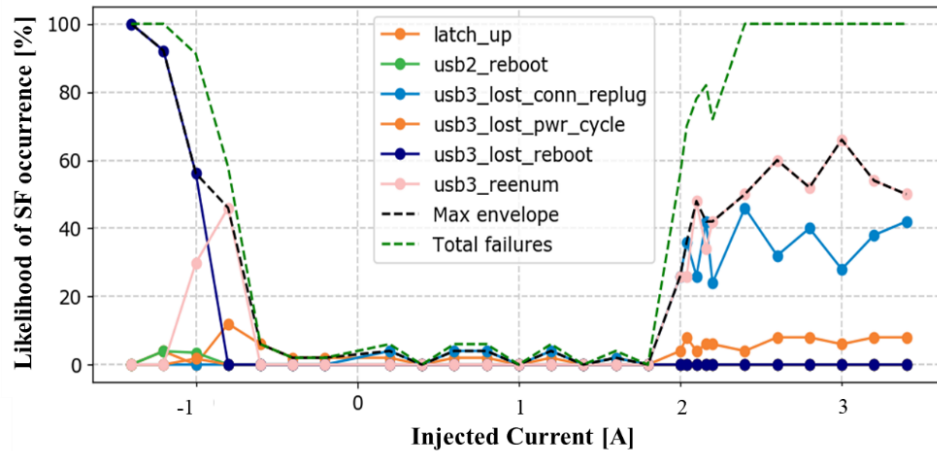 Likelihood of SF occurrence [%]
100
80
60
40
20
0
latch_up
usb2_reboot
usb3_lost_conn_replug
usb3_lost_pwr_cycle
usb3_lost_reboot
usb3_reenum
Max envelope
Total failures
-1 0 1 2 3
Injected Current [A]